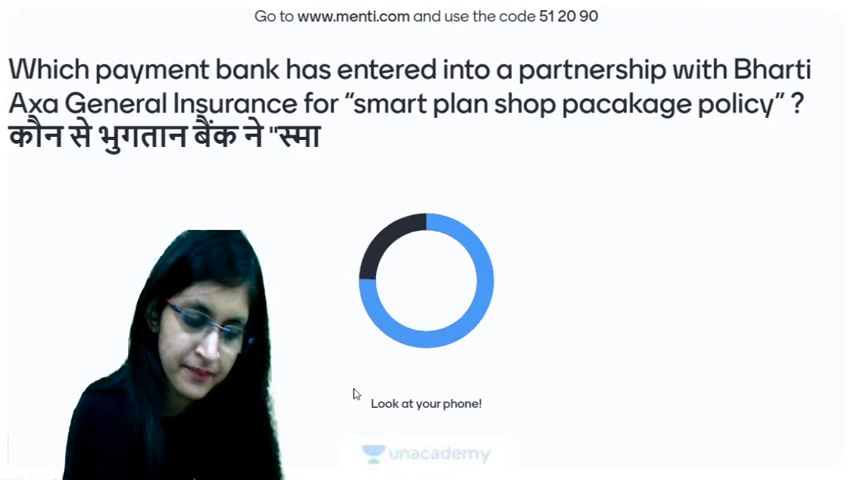 Go to www.menti.com and use the code 51 20 90
Which payment bank has entered into a partnership with Bharti
Axa General Insurance for “smart plan shop pacakage policy” ?
कौन से भुगतान बैंक ने "स्मा
Look at your phone!
unacademy